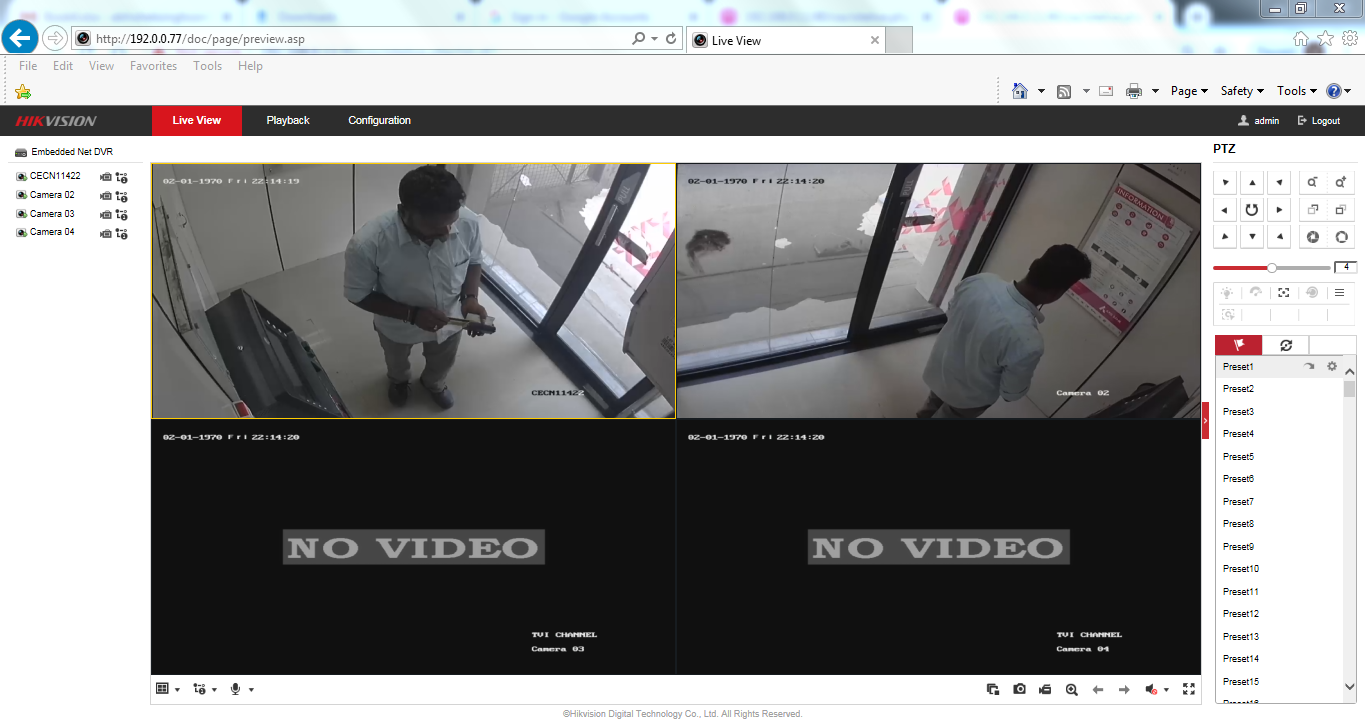 http://192.0.0.77/doc/page/preview.asp
Live View
File Edit View Favorites Tools Help
Page Safety Tools
HIKVISION Live View Playback Configuration admin Logout
Embedded Net DVR
CECN11422
Camera 02
Camera 03
Camera 04
02-01-1970 Fri 22:14:19
CECN11422
02-01-1970 Fri 22:14:20
INFORMATION
Camera 02
02-01-1970 Fri 22:14:20
NO VIDEO
TVI CHANNEL
Camera 03
02-01-1970 Fri 22:14:20
NO VIDEO
TVI CHANNEL
Camera 04
PTZ
4
Preset1
Preset2
Preset3
Preset4
Preset5
Preset6
Preset7
Preset8
Preset9
Preset10
Preset11
Preset12
Preset13
Preset14
Preset15
©Hikvision Digital Technology Co., Ltd. All Rights Reserved.